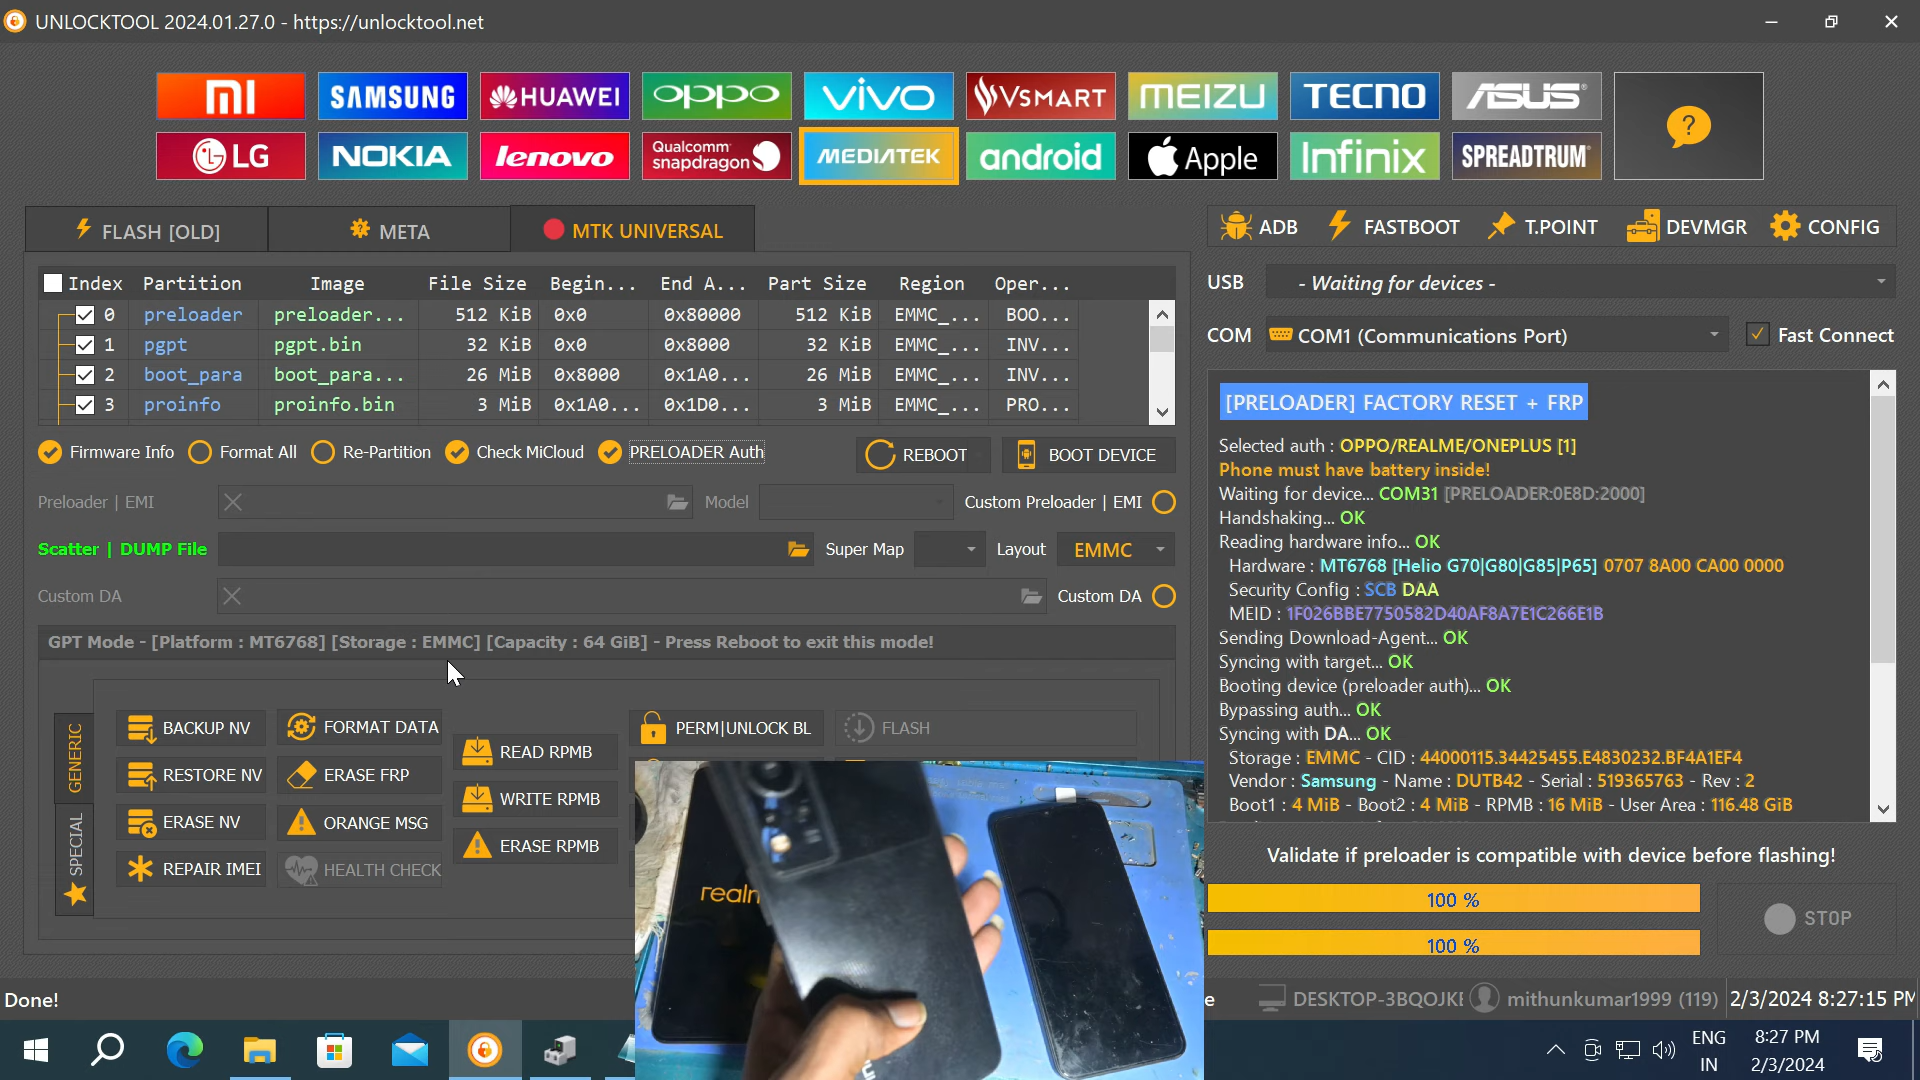 UNLOCKTOOL 2024.01.27.0 - https://unlocktool.net
mi SAMSUNG HUAWEI oppo vivo VSMART MEIZU TECNO ASUS
LG NOKIA lenovo Qualcomm snapdragon MEDIATEK android Apple Infinix SPREADTRUM ?
FLASH [OLD] META MTK UNIVERSAL
ADB FASTBOOT T.POINT DEVMGR CONFIG
Index Partition Image File Size Begin... End A... Part Size Region Oper...
0 preloader preloader... 512 KiB 0x0 0x80000 512 KiB EMMC_... BOO...
1 pgpt pgpt.bin 32 KiB 0x0 0x8000 32 KiB EMMC_... INV...
2 boot_para boot_para... 26 MiB 0x8000 0x1A0... 26 MiB EMMC_... INV...
3 proinfo proinfo.bin 3 MiB 0x1A0... 0x1D0... 3 MiB EMMC_... PRO...
Firmware Info Format All Re-Partition Check MiCloud PRELOADER Auth REBOOT BOOT DEVICE
Preloader | EMI Model Custom Preloader | EMI
Scatter | DUMP File Super Map Layout EMMC
Custom DA Custom DA
GPT Mode - [Platform : MT6768] [Storage : EMMC] [Capacity : 64 GiB] - Press Reboot to exit this mode!
GENERIC
SPECIAL
BACKUP NV FORMAT DATA READ RPMB PERM|UNLOCK BL FLASH
RESTORE NV ERASE FRP WRITE RPMB
ERASE NV ORANGE MSG ERASE RPMB
REPAIR IMEI HEALTH CHECK
realm
USB - Waiting for devices -
COM COM1 (Communications Port) Fast Connect
[PRELOADER] FACTORY RESET + FRP
Selected auth : OPPO/REALME/ONEPLUS [1]
Phone must have battery inside!
Waiting for device... COM31 [PRELOADER:0E8D:2000]
Handshaking... OK
Reading hardware info... OK
Hardware : MT6768 [Helio G70|G80|G85|P65] 0707 8A00 CA00 0000
Security Config : SCB DAA
MEID : 1F026BBE7750582D40AF8A7E1C266E1B
Sending Download-Agent... OK
Syncing with target... OK
Booting device (preloader auth)... OK
Bypassing auth... OK
Syncing with DA... OK
Storage : EMMC - CID : 44000115.34425455.E4830232.BF4A1EF4
Vendor : Samsung - Name : DUTB42 - Serial : 519365763 - Rev : 2
Boot1 : 4 MiB - Boot2 : 4 MiB - RPMB : 16 MiB - User Area : 116.48 GiB
Validate if preloader is compatible with device before flashing!
100 %
100 %
STOP
Done! e DESKTOP-3BQOJKI mithunkumar1999 (119) 2/3/2024 8:27:15 PM
ENG
IN
8:27 PM
2/3/2024